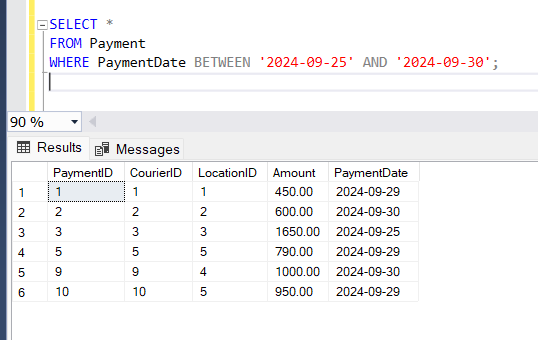 SELECT *
FROM Payment
WHERE PaymentDate BETWEEN '2024-09-25' AND '2024-09-30';
90 %
Results Messages
PaymentID CourierID LocationID Amount PaymentDate
1 1 1 1 450.00 2024-09-29
2 2 2 2 600.00 2024-09-30
3 3 3 3 1650.00 2024-09-25
4 5 5 5 790.00 2024-09-29
5 9 9 4 1000.00 2024-09-30
6 10 10 5 950.00 2024-09-29